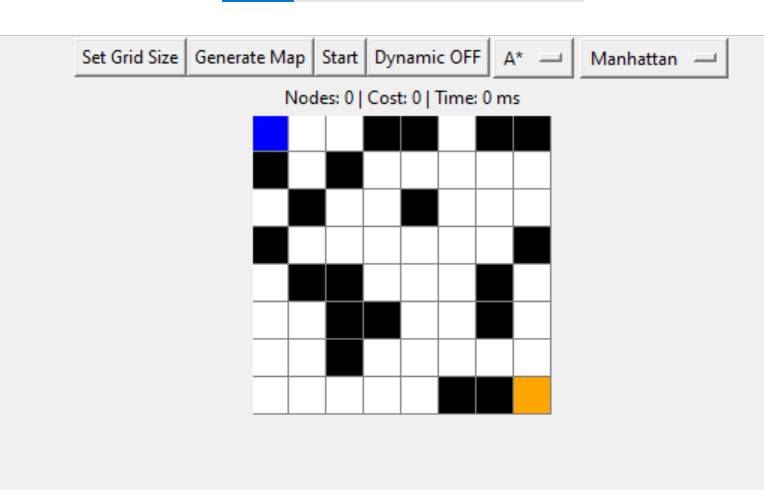 Set Grid Size Generate Map Start Dynamic OFF A* Manhattan
Nodes: 0 | Cost: 0 | Time: 0 ms